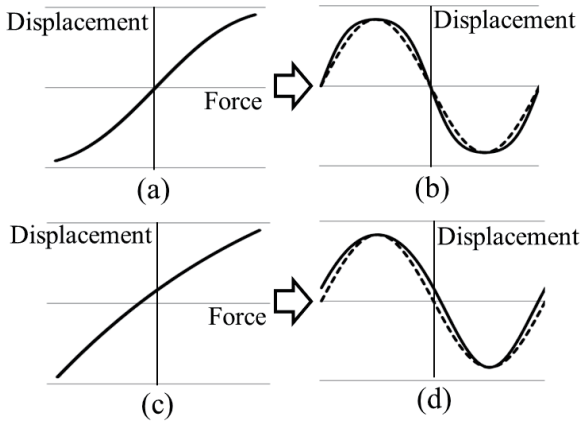 Displacement
Displacement
Force
(a)
(b)
Displacement
Displacement
Force
(c)
(d)